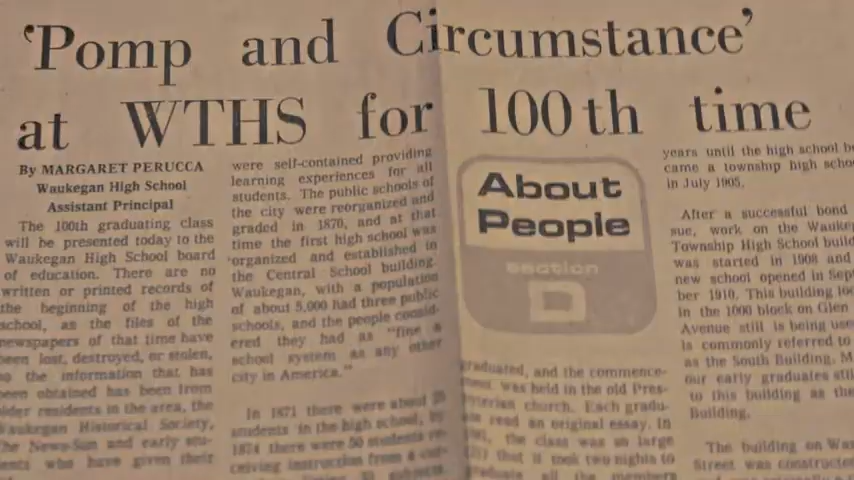 'Pomp and Circumstance'
at WTHS for 100th time
By MARGARET PERUCCA
Waukegan High School
Assistant Principal
The 100th graduating class
will be presented today to the
Waukegan High School board
of education. There are no
written or printed records of
the beginning of the high
school, as the files of the
newspapers of that time have
been lost, destroyed, or stolen,
so the information that has
been obtained has been from
older residents in the area, the
Waukegan Historical Society,
The News-Sun and early stu-
ents who have given their
were self-contained providing
learning experiences for all
students. The public schools of
the city were reorganized and
graded in 1870, and at that
time the first high school was
organized and established in
the Central School building.
Waukegan, with a population
of about 5,000 had three public
schools, and the people consid-
ered they had as "fine a
school system as any other
city in America."
In 1871 there were about
students in the high school, by
1874 there were 50 students re-
ceiving instruction from a
About
People
section
D
graduated, and the commence-
ment was held in the old Pres-
byterian church. Each gradu-
ate read an original essay. In
the class was so large
that it took two nights to
graduate all the members
years until the high school be
came a township high schoo
in July 1905.
After a successful bond
sue, work on the Waukeg
Township High School build
was started in 1908 and
new school opened in Sept
ber 1910. This building loc
in the 1000 block on Glen
Avenue still is being use
is commonly referred to
as the South Building. M
our early graduates stil
to this building as the
Building.
The building on Was
Street was constructe